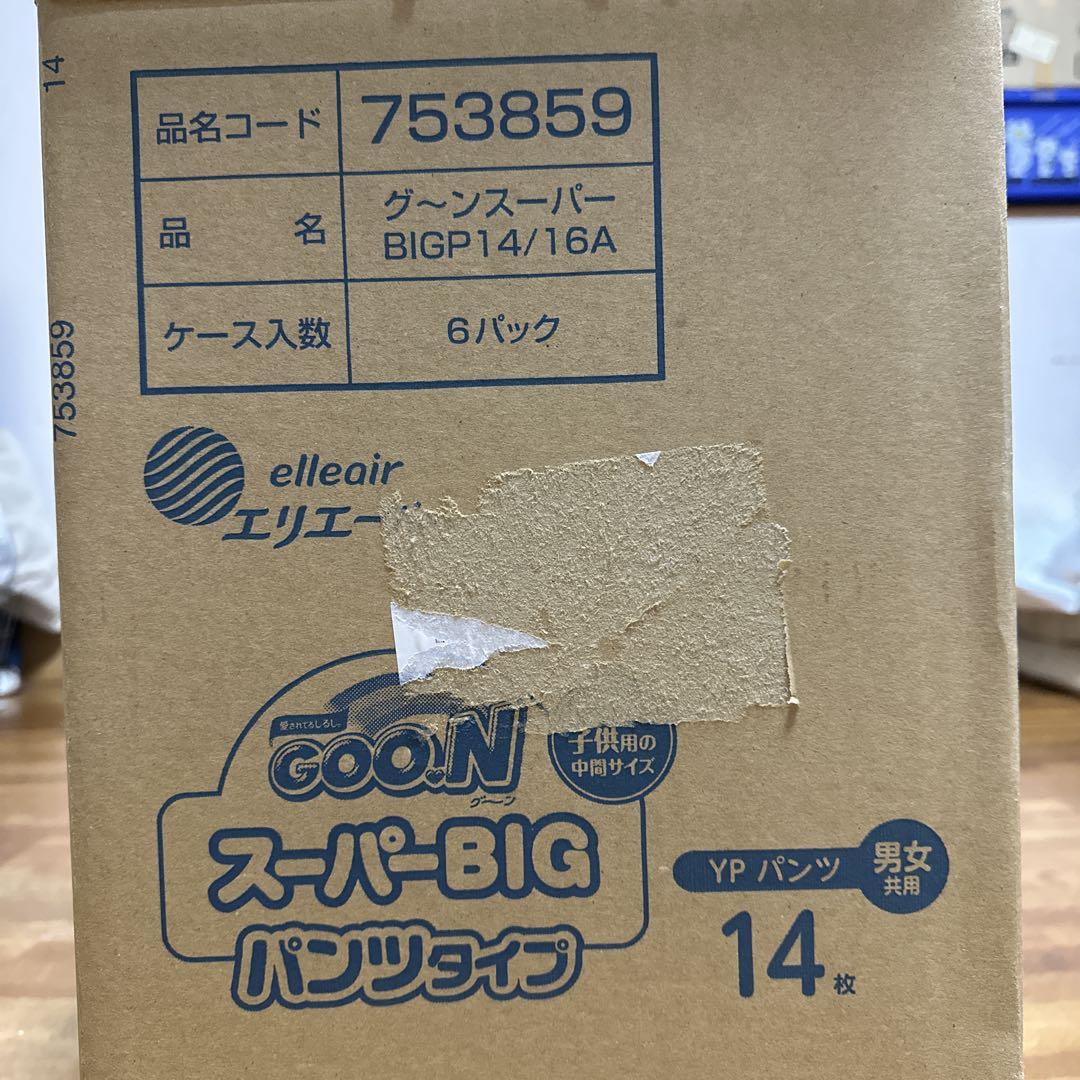 14
753859
品名コード
753859
品名
グ〜ンスーパー
BIGP14/16A
ケース入数
6パック
elleair
エリエー
愛されてるしるし。
GOO.N
グ〜ン
子供用の
中間サイズ
スーパーBIG
パンツタイプ
YP パンツ
男女
共用
14枚